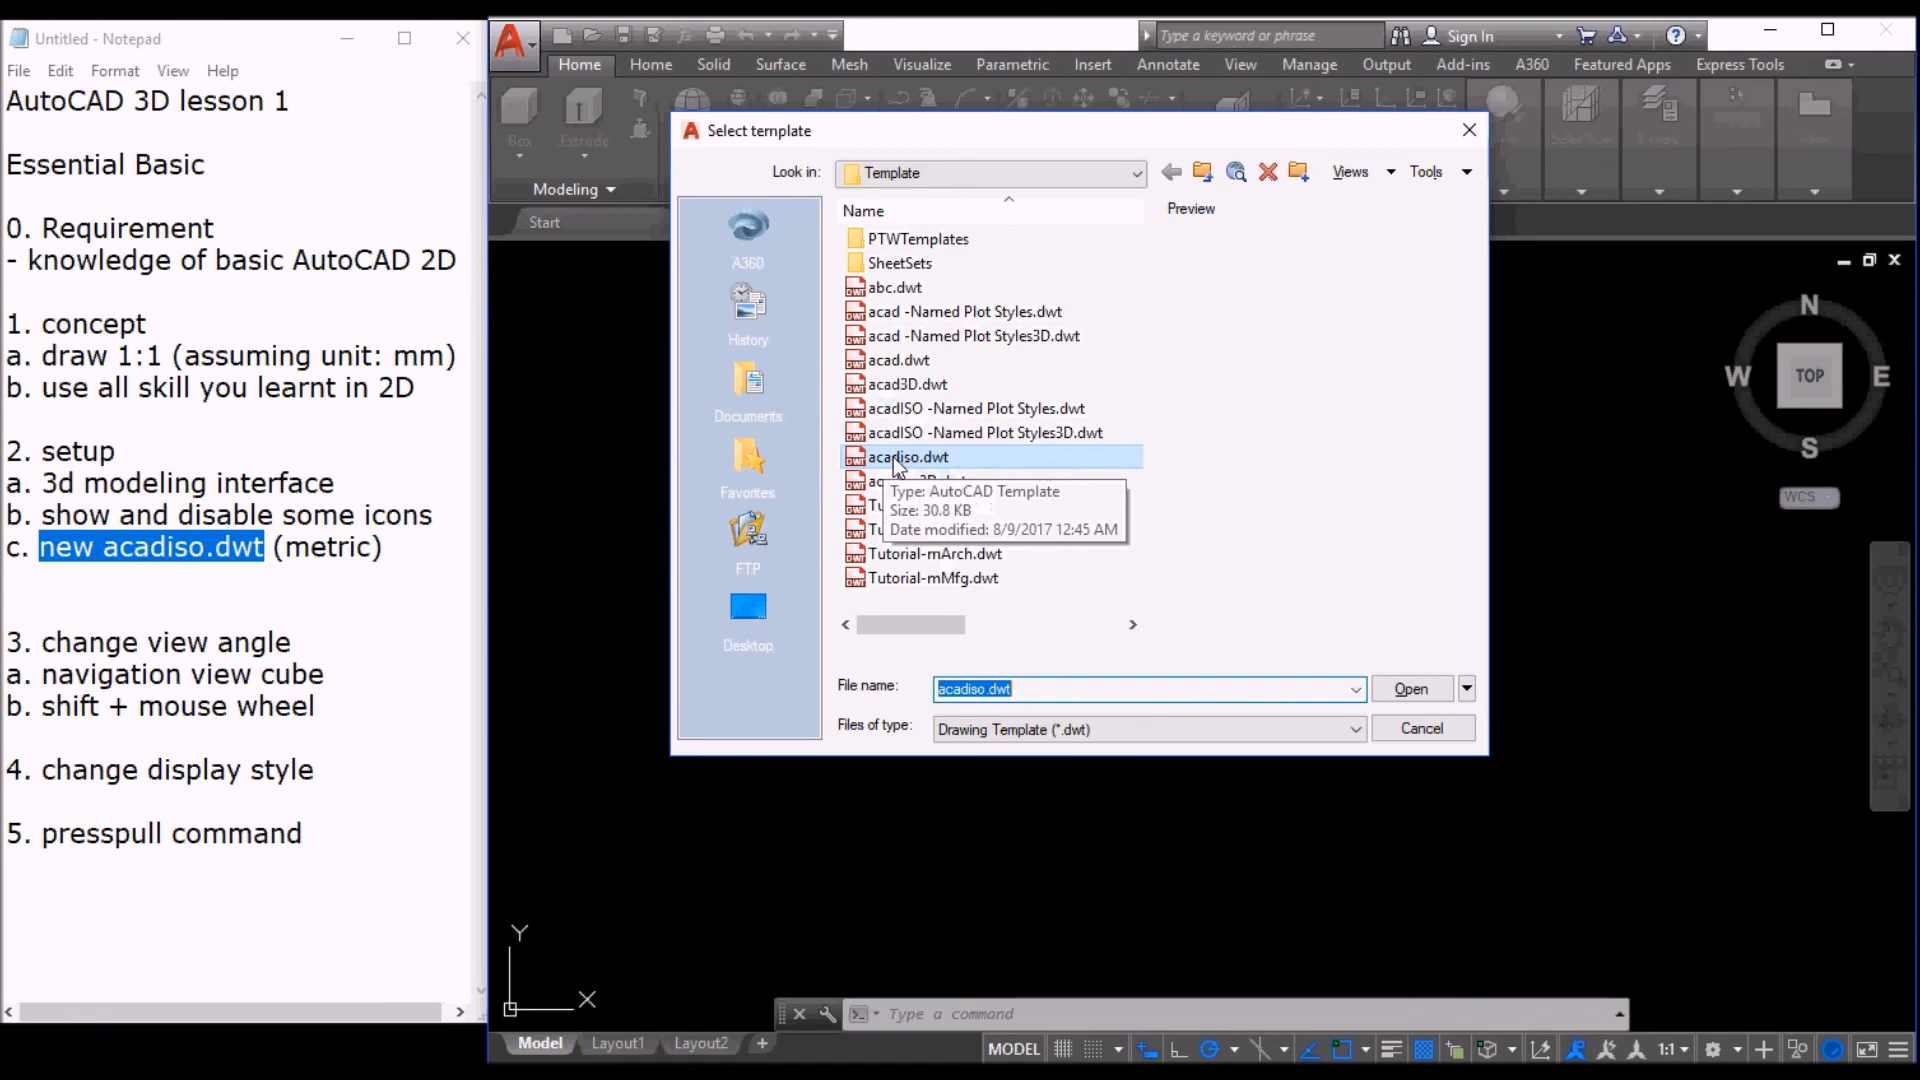 Untitled - Notepad
File Edit Format View Help
AutoCAD 3D lesson 1
Essential Basic
0. Requirement
- knowledge of basic AutoCAD 2D
1. concept
a. draw 1:1 (assuming unit: mm)
b. use all skill you learnt in 2D
2. setup
a. 3d modeling interface
b. show and disable some icons
c. new acadiso.dwt (metric)
3. change view angle
a. navigation view cube
b. shift + mouse wheel
4. change display style
5. presspull command
Type a keyword or phrase
Sign In
Home Home Solid Surface Mesh Visualize Parametric Insert Annotate View Manage Output Add-ins A360 Featured Apps Express Tools
Box Extrude
Modeling
Start
Select template
Look in: Template
Views Tools
Name
Preview
A360
History
Documents
Favorites
FTP
Desktop
PTWTemplates
SheetSets
abc.dwt
acad -Named Plot Styles.dwt
acad -Named Plot Styles3D.dwt
acad.dwt
acad3D.dwt
acadISO -Named Plot Styles.dwt
acadISO -Named Plot Styles3D.dwt
acadiso.dwt
Type: AutoCAD Template
Size: 30.8 KB
Date modified: 8/9/2017 12:45 AM
Tutorial-mArch.dwt
Tutorial-mMfg.dwt
File name: acadiso.dwt
Open
Files of type: Drawing Template (*.dwt)
Cancel
N
W TOP E
S
WCS
Y
X
Type a command
Model Layout1 Layout2 +
MODEL
1:1